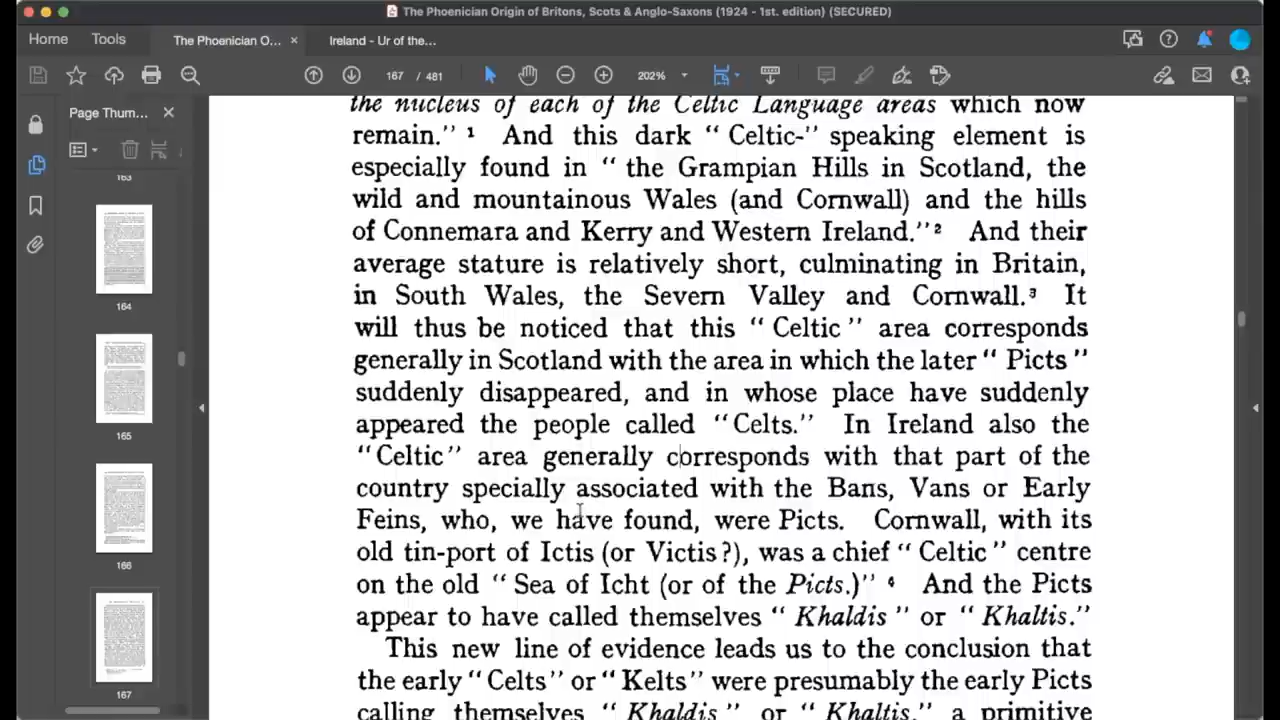 The Phoenician Origin of Britons, Scots & Anglo-Saxons (1924 - 1st. edition) (SECURED)
Home
Tools
The Phoenician O...
Ireland - Ur of the...
167 / 481
202%
Page Thum...
163
164
165
166
167
the nucleus of each of the Celtic Language areas which now
remain.” ¹ And this dark “ Celtic-” speaking element is
especially found in “ the Grampian Hills in Scotland, the
wild and mountainous Wales (and Cornwall) and the hills
of Connemara and Kerry and Western Ireland.”² And their
average stature is relatively short, culminating in Britain,
in South Wales, the Severn Valley and Cornwall.³ It
will thus be noticed that this “ Celtic ” area corresponds
generally in Scotland with the area in which the later “ Picts ”
suddenly disappeared, and in whose place have suddenly
appeared the people called “Celts.” In Ireland also the
“Celtic” area generally corresponds with that part of the
country specially associated with the Bans, Vans or Early
Feins, who, we have found, were Picts. Cornwall, with its
old tin-port of Ictis (or Victis?), was a chief “ Celtic ” centre
on the old “ Sea of Icht (or of the Picts.)” ⁴ And the Picts
appear to have called themselves “ Khaldis ” or “ Khaltis.”
This new line of evidence leads us to the conclusion that
the early “Celts” or “Kelts” were presumably the early Picts
calling themselves “ Khaldis ” or “ Khaltis,” a primitive